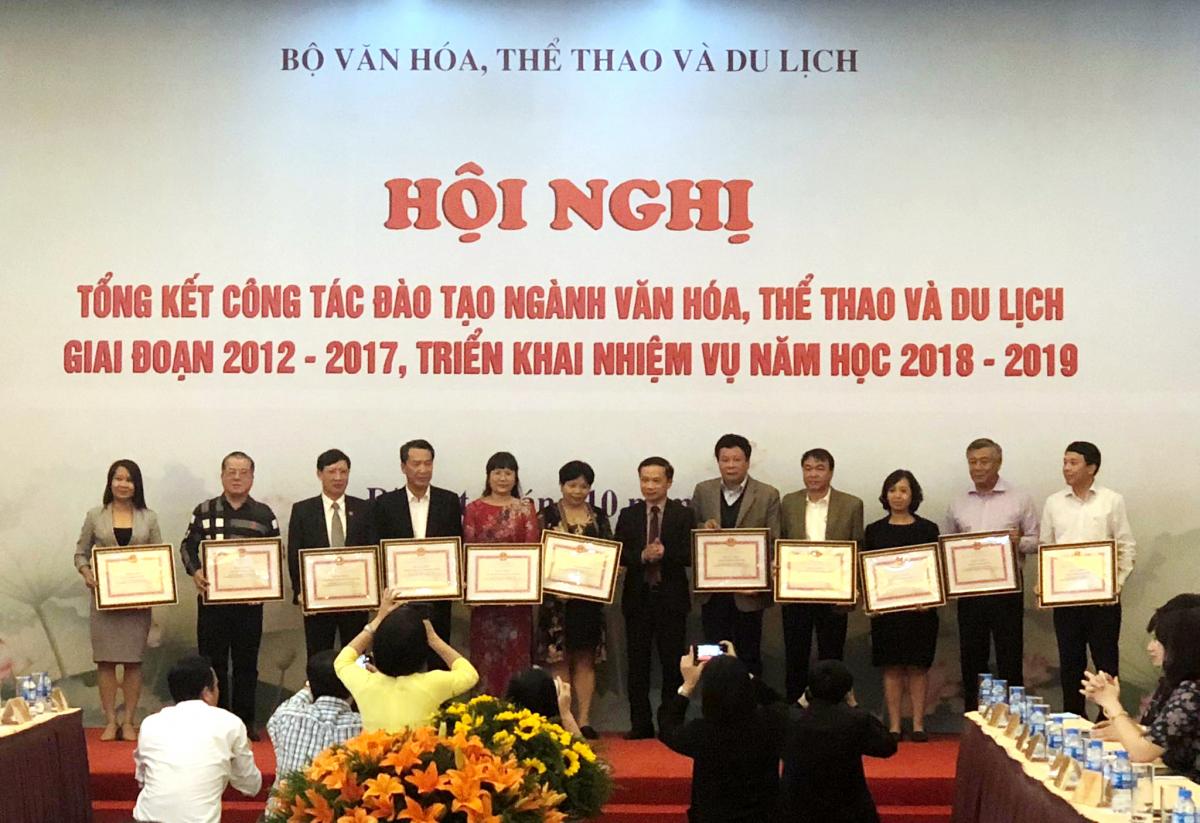 BỘ VĂN HÓA, THỂ THAO VÀ DU LỊCH
HỘI NGHỊ
TỔNG KẾT CÔNG TÁC ĐÀO TẠO NGÀNH VĂN HÓA, THỂ THAO VÀ DU LỊCH
GIAI ĐOẠN 2012 - 2017, TRIỂN KHAI NHIỆM VỤ NĂM HỌC 2018 - 2019
10